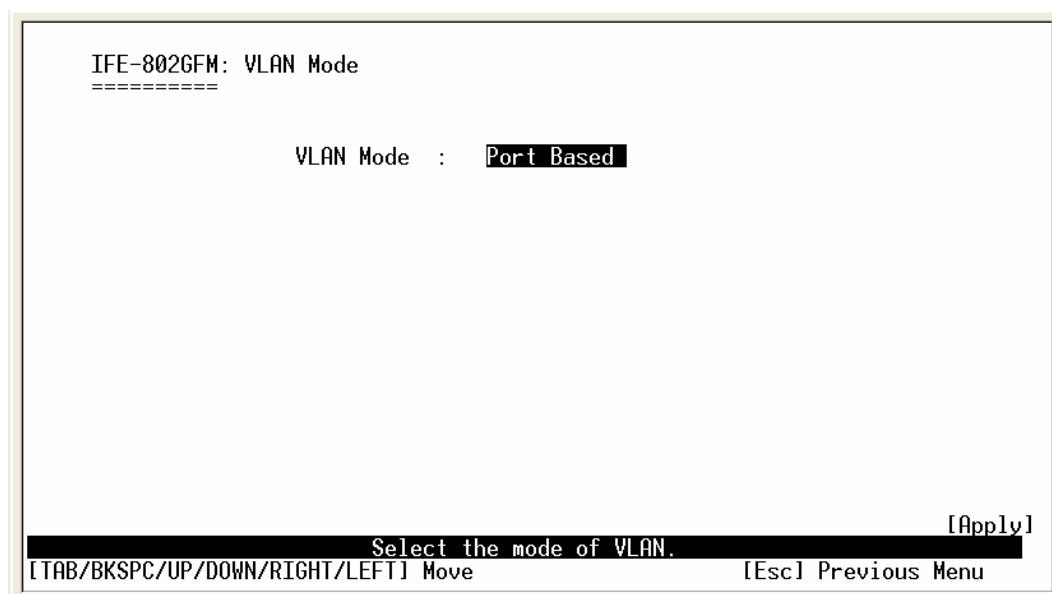 IFE-802GFM: VLAN Mode
==========
VLAN Mode : Port Based
[Apply]
Select the mode of VLAN.
[TAB/BKSPC/UP/DOWN/RIGHT/LEFT] Move [Esc] Previous Menu